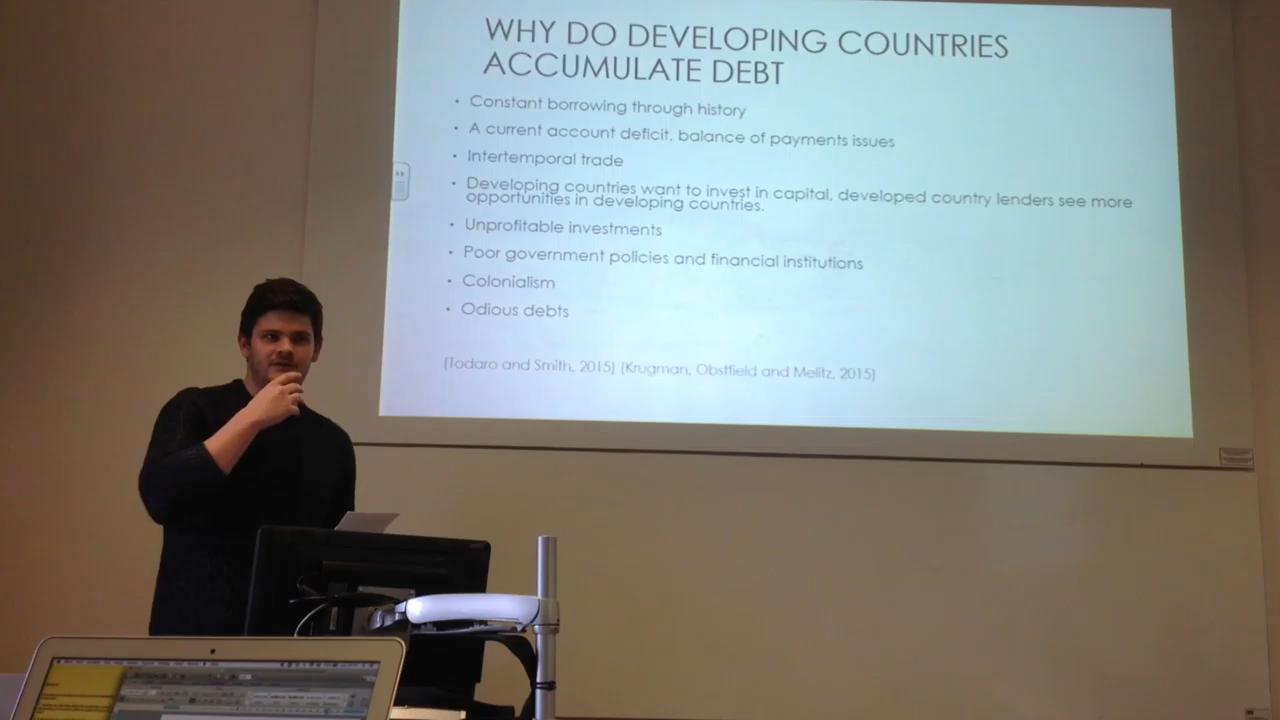 WHY DO DEVELOPING COUNTRIES
ACCUMULATE DEBT
• Constant borrowing through history
• A current account deficit, balance of payments issues
• Intertemporal trade
• Developing countries want to invest in capital, developed country lenders see more
opportunities in developing countries.
• Unprofitable investments
• Poor government policies and financial institutions
• Colonialism
• Odious debts
(Todaro and Smith, 2015) (Krugman, Obstfield and Melitz, 2015)